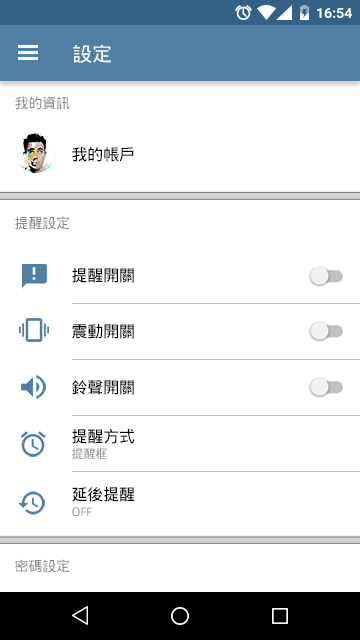 16:54
設定
我的資訊
我的帳戶
提醒設定
提醒開關
震動開關
鈴聲開關
提醒方式
提醒框
延後提醒
OFF
密碼設定